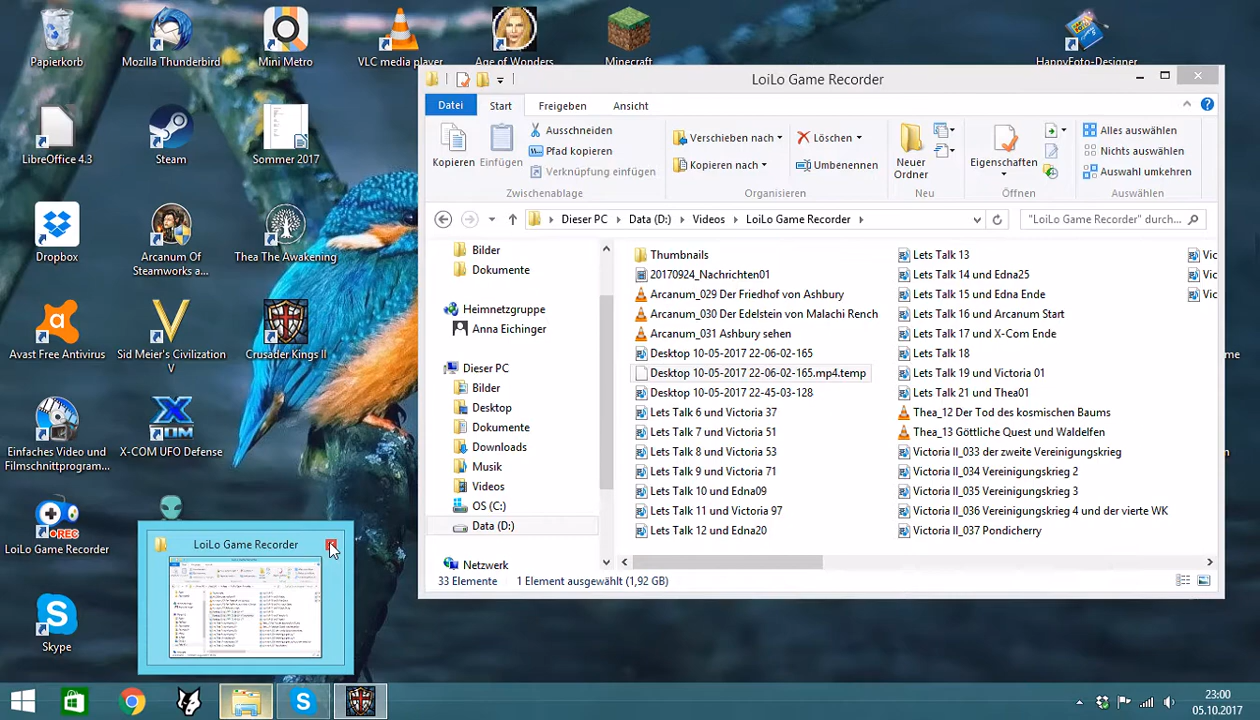 Papierkorb
Mozilla Thunderbird
Mini Metro
VLC media player
Age of Wonders
Minecraft
HappyFoto-Designer
LibreOffice 4.3
Steam
Sommer 2017
Dropbox
Arcanum Of
Steamworks a...
Thea The Awakening
Avast Free Antivirus
Sid Meier's Civilization
V
Crusader Kings II
Einfaches Video und
Filmschnittprogram...
X-COM UFO Defense
REC
LoiLo Game Recorder
Skype
LoiLo Game Recorder
LoiLo Game Recorder
Datei
Start
Freigeben
Ansicht
Kopieren
Einfügen
Ausschneiden
Pfad kopieren
Verknüpfung einfügen
Zwischenablage
Verschieben nach
Kopieren nach
Löschen
Umbenennen
Organisieren
Neuer
Ordner
Neu
Eigenschaften
Öffnen
Alles auswählen
Nichts auswählen
Auswahl umkehren
Auswählen
Dieser PC
Data (D:)
Videos
LoiLo Game Recorder
"LoiLo Game Recorder" durch...
Bilder
Dokumente
Heimnetzgruppe
Anna Eichinger
Dieser PC
Bilder
Desktop
Dokumente
Downloads
Musik
Videos
OS (C:)
Data (D:)
Netzwerk
Thumbnails
20170924_Nachrichten01
Arcanum_029 Der Friedhof von Ashbury
Arcanum_030 Der Edelstein von Malachi Rench
Arcanum_031 Ashbury sehen
Desktop 10-05-2017 22-06-02-165
Desktop 10-05-2017 22-06-02-165.mp4.temp
Desktop 10-05-2017 22-45-03-128
Lets Talk 6 und Victoria 37
Lets Talk 7 und Victoria 51
Lets Talk 8 und Victoria 53
Lets Talk 9 und Victoria 71
Lets Talk 10 und Edna09
Lets Talk 11 und Victoria 97
Lets Talk 12 und Edna20
Lets Talk 13
Lets Talk 14 und Edna25
Lets Talk 15 und Edna Ende
Lets Talk 16 und Arcanum Start
Lets Talk 17 und X-Com Ende
Lets Talk 18
Lets Talk 19 und Victoria 01
Lets Talk 21 und Thea01
Thea_12 Der Tod des kosmischen Baums
Thea_13 Göttliche Quest und Waldelfen
Victoria II_033 der zweite Vereinigungskrieg
Victoria II_034 Vereinigungskrieg 2
Victoria II_035 Vereinigungskrieg 3
Victoria II_036 Vereinigungskrieg 4 und der vierte WK
Victoria II_037 Pondicherry
Vic
Vic
Vic
33 Elemente
1 Element ausgewählt (1,92 GB)
23:00
05.10.2017